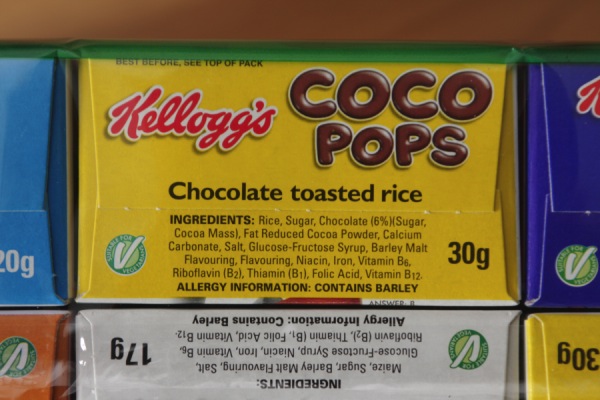 BEST BEFORE, SEE TOP OF PACK
Kellogg's
COCO
POPS
Chocolate toasted rice
INGREDIENTS: Rice, Sugar, Chocolate (6%)(Sugar,
Cocoa Mass), Fat Reduced Cocoa Powder, Calcium
Carbonate, Salt, Glucose-Fructose Syrup, Barley Malt
Flavouring, Flavouring, Niacin, Iron, Vitamin B6,
Riboflavin (B2), Thiamin (B1), Folic Acid, Vitamin B12.
ALLERGY INFORMATION: CONTAINS BARLEY
30g
SUITABLE FOR VEGETARIANS
ANSWER: B
20g
INGREDIENTS:
Maize, Sugar, Barley Malt Flavouring, Salt,
Glucose-Fructose Syrup, Niacin, Iron, Vitamin B6,
Riboflavin (B2), Thiamin (B1), Folic Acid, Vitamin B12.
Allergy Information: Contains Barley
17g
30g